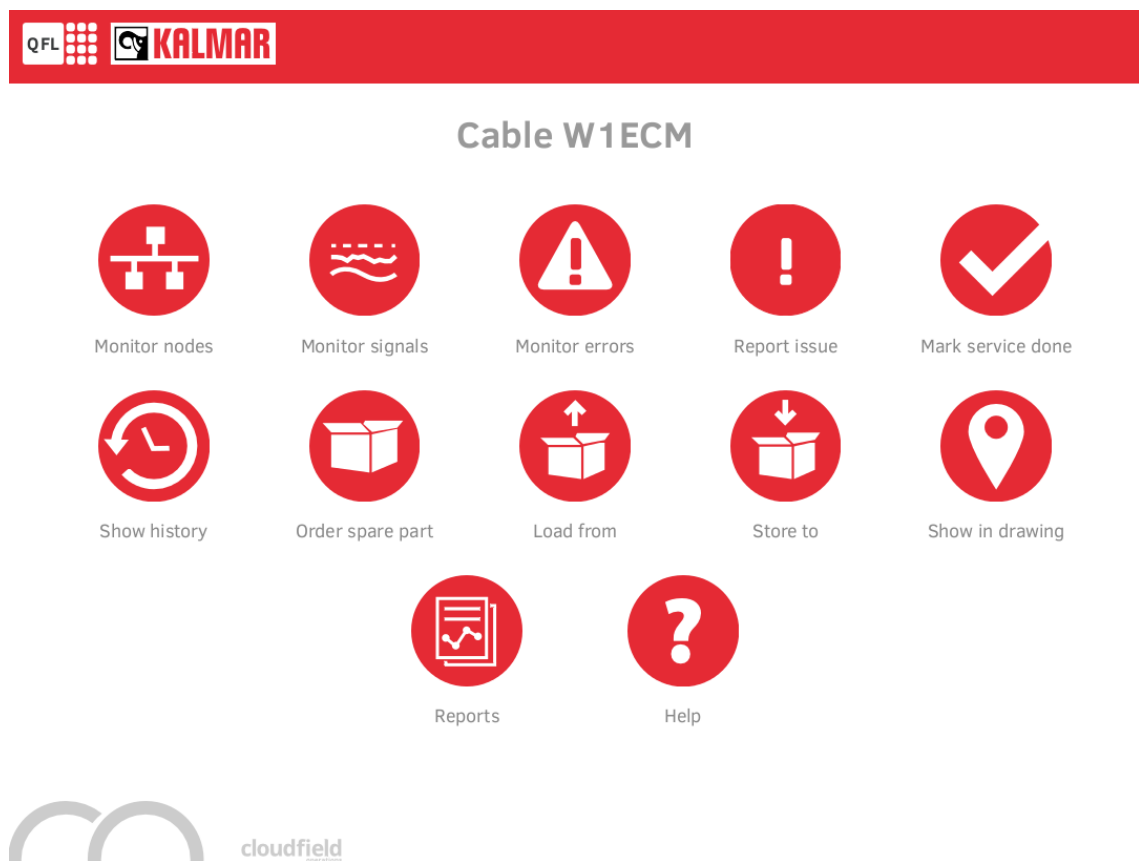 QFL KALMAR
Cable W1ECM
Monitor nodes Monitor signals Monitor errors Report issue Mark service done
Show history Order spare part Load from Store to Show in drawing
Reports Help
cloudfield